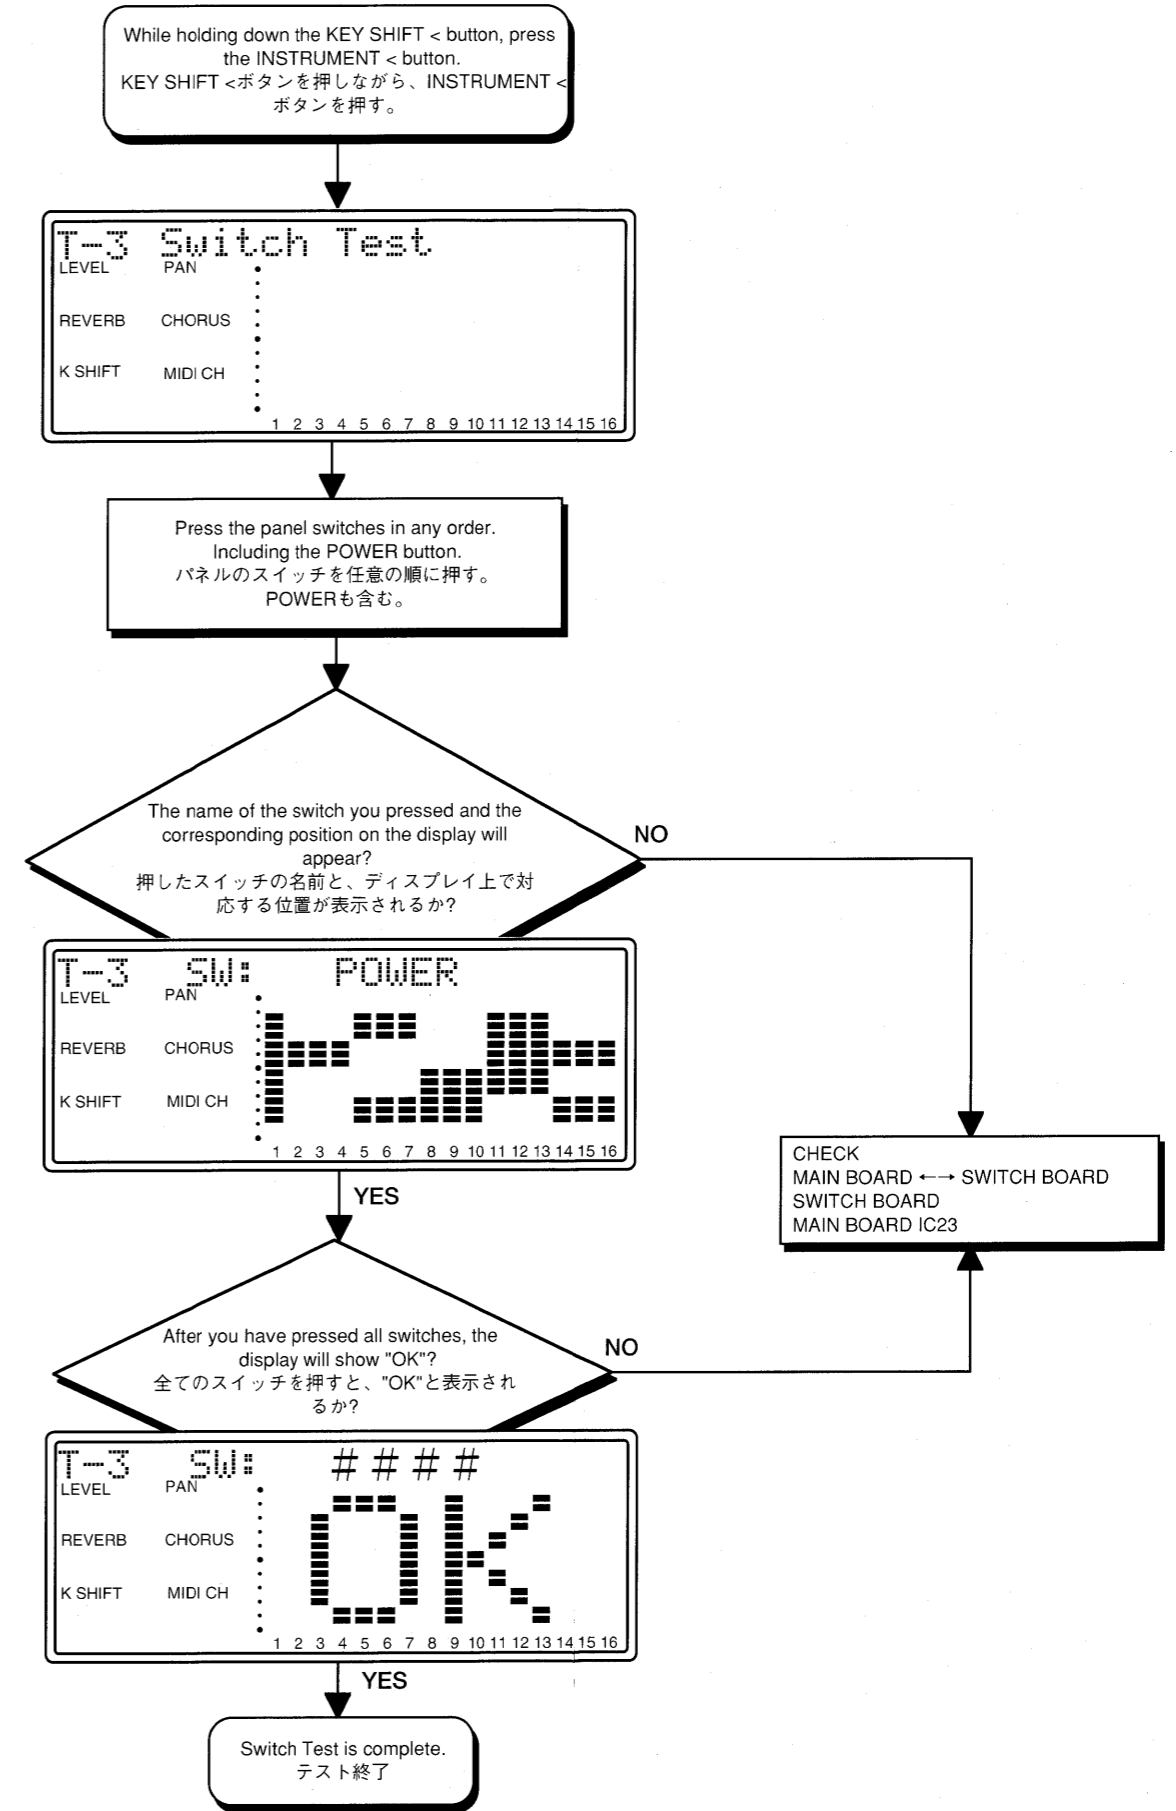 While holding down the KEY SHIFT < button, press
the INSTRUMENT < button.
KEY SHIFT <ボタンを押しながら、INSTRUMENT <
ボタンを押す。
T-3 Switch Test
LEVEL PAN
REVERB CHORUS
K SHIFT MIDI CH
1 2 3 4 5 6 7 8 9 10 11 12 13 14 15 16
Press the panel switches in any order.
Including the POWER button.
パネルのスイッチを任意の順に押す。
POWERも含む。
The name of the switch you pressed and the
corresponding position on the display will
appear?
押したスイッチの名前と、ディスプレイ上で対
応する位置が表示されるか?
NO
T-3 SW: POWER
LEVEL PAN
REVERB CHORUS
K SHIFT MIDI CH
1 2 3 4 5 6 7 8 9 10 11 12 13 14 15 16
YES
CHECK
MAIN BOARD ←→ SWITCH BOARD
SWITCH BOARD
MAIN BOARD IC23
After you have pressed all switches, the
display will show "OK"?
全てのスイッチを押すと、"OK"と表示され
るか?
NO
T-3 SW: ####
LEVEL PAN
REVERB CHORUS
K SHIFT MIDI CH
OK
1 2 3 4 5 6 7 8 9 10 11 12 13 14 15 16
YES
Switch Test is complete.
テスト終了